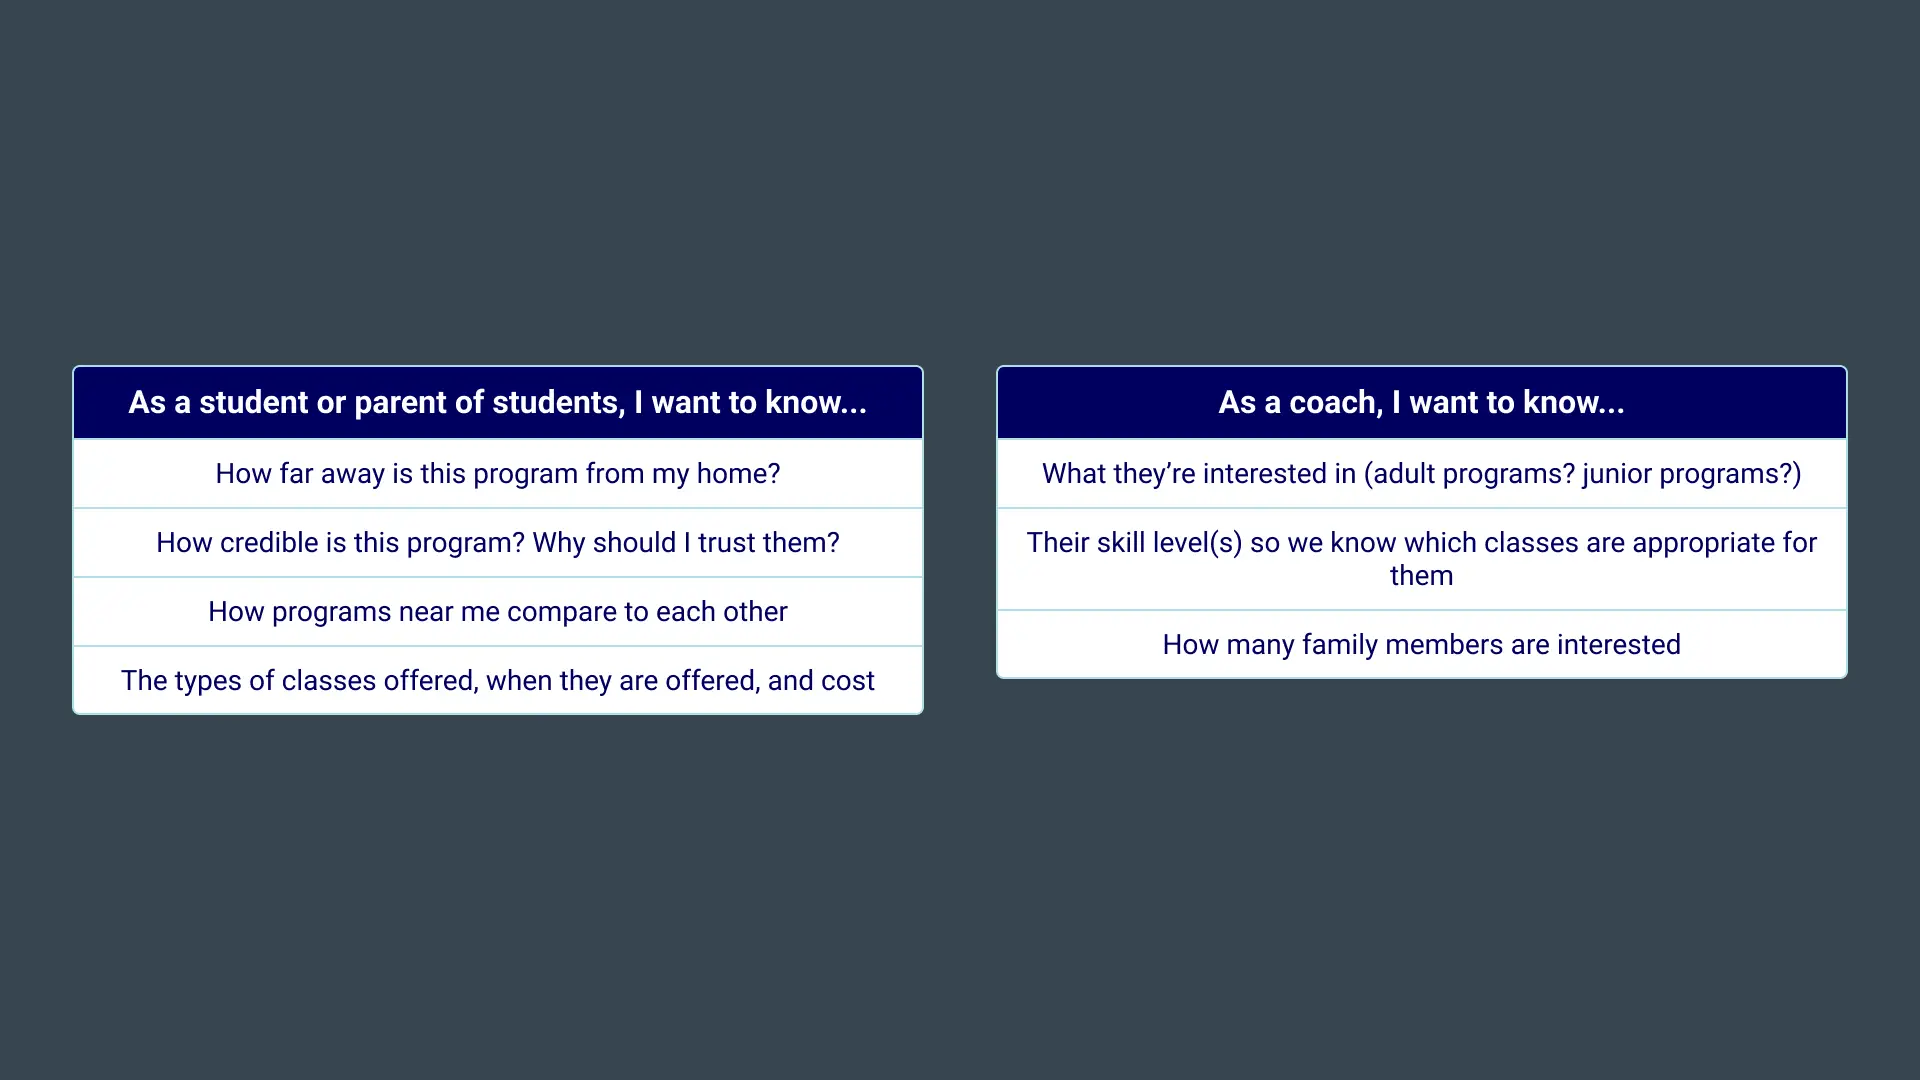 As a student or parent of students, I want to know...
How far away is this program from my home?
How credible is this program? Why should I trust them?
How programs near me compare to each other
The types of classes offered, when they are offered, and cost
As a coach, I want to know...
What they’re interested in (adult programs? junior programs?)
Their skill level(s) so we know which classes are appropriate for
them
How many family members are interested